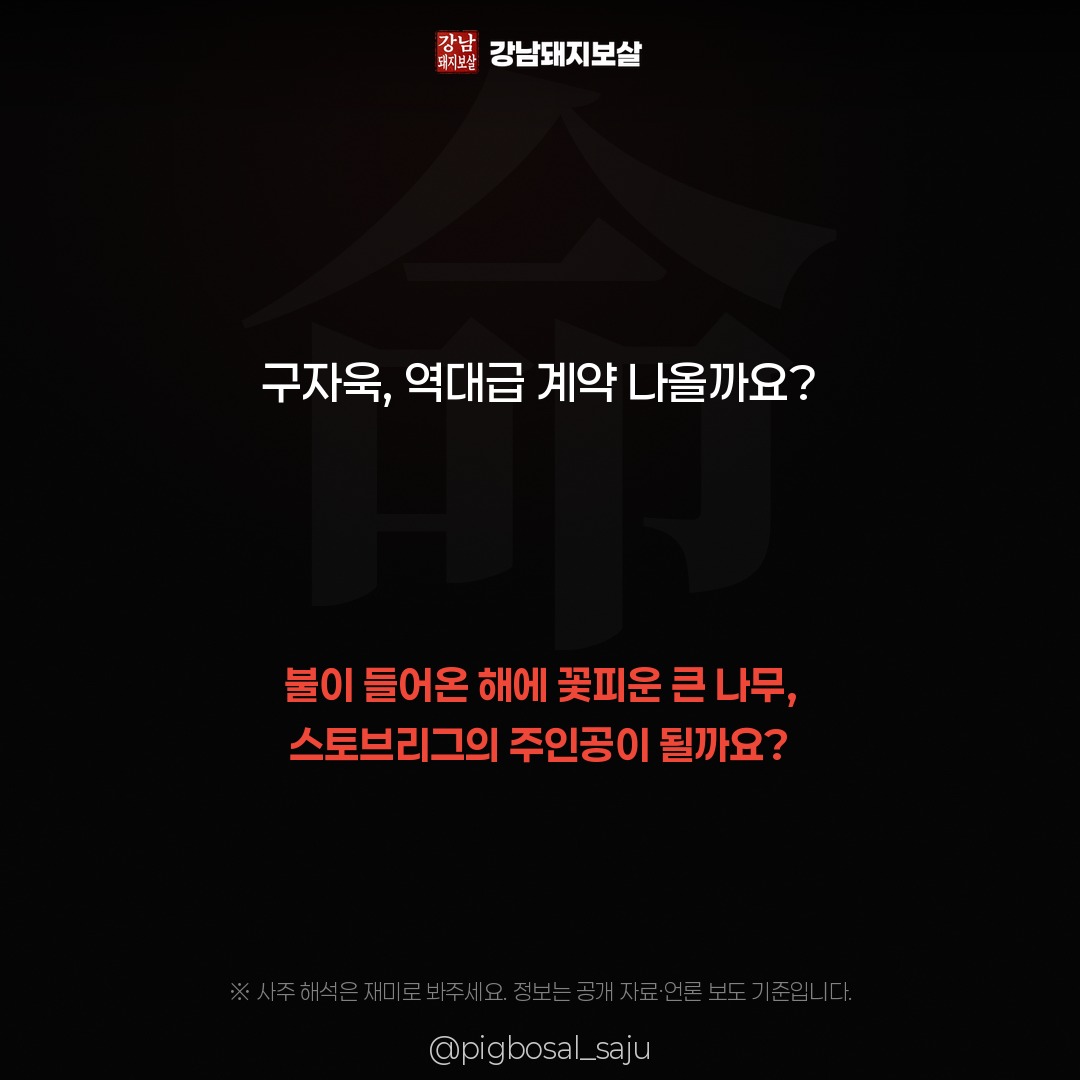 강남
돼지보살
강남돼지보살
命
구자욱, 역대급 계약 나올까요?
불이 들어온 해에 꽃피운 큰 나무,
스토브리그의 주인공이 될까요?
※ 사주 해석은 재미로 봐주세요. 정보는 공개 자료·언론 보도 기준입니다.
@pigbosal_saju